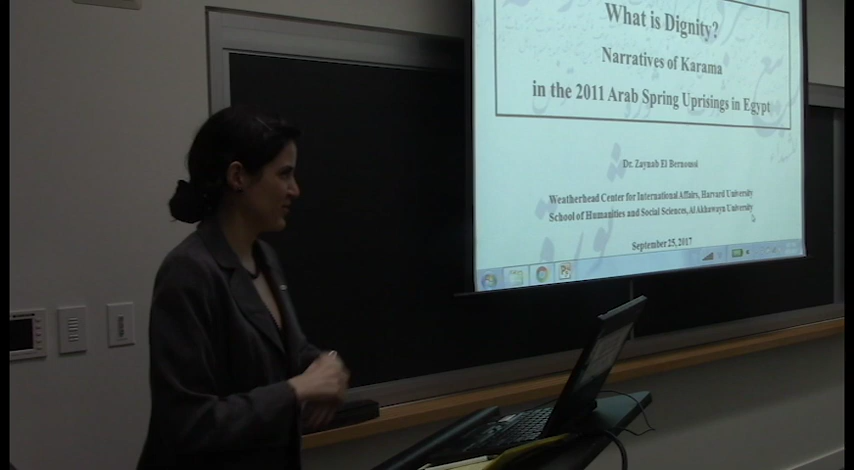 What is Dignity?
Narratives of Karama
in the 2011 Arab Spring Uprisings in Egypt
Dr. Zaynab El Bernoussi
Weatherhead Center for International Affairs, Harvard University
School of Humanities and Social Sciences, Al Akhawayn University
September 25, 2017